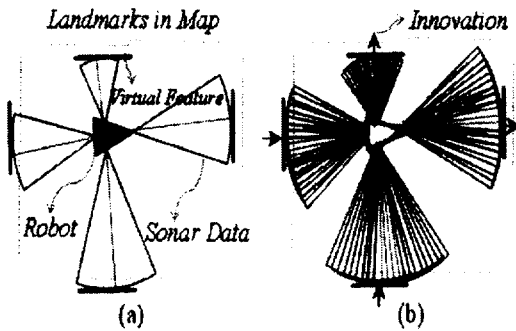 Landmarks in Map
Innovation
Virtual Feature
Robot
Sonar Data
(a)
(b)